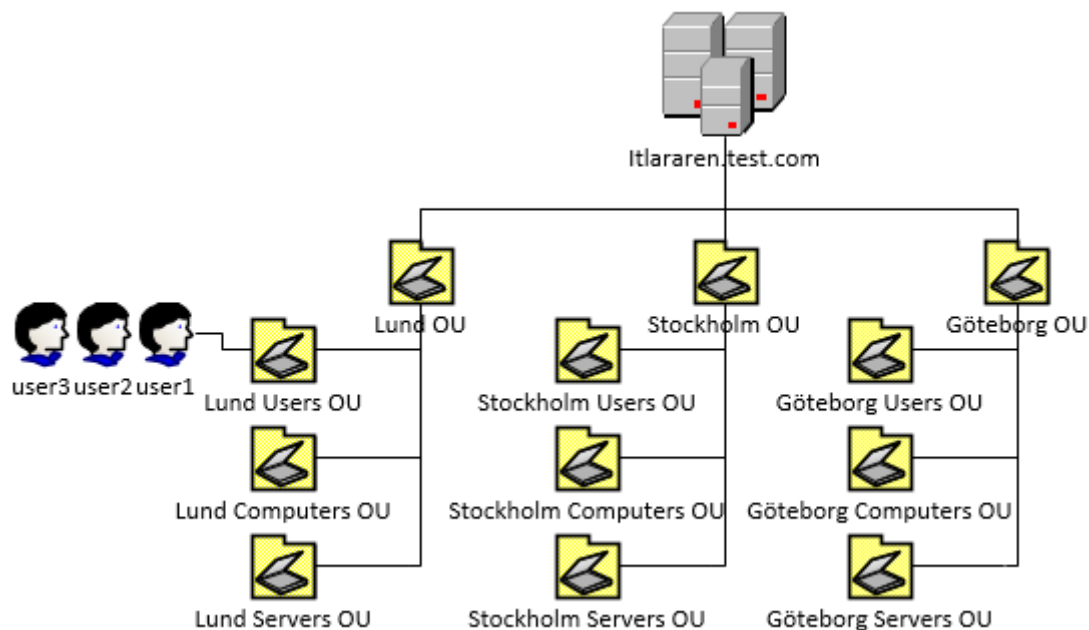 Itlararen.test.com
Lund OU
Stockholm OU
Göteborg OU
user3 user2 user1
Lund Users OU
Stockholm Users OU
Göteborg Users OU
Lund Computers OU
Stockholm Computers OU
Göteborg Computers OU
Lund Servers OU
Stockholm Servers OU
Göteborg Servers OU